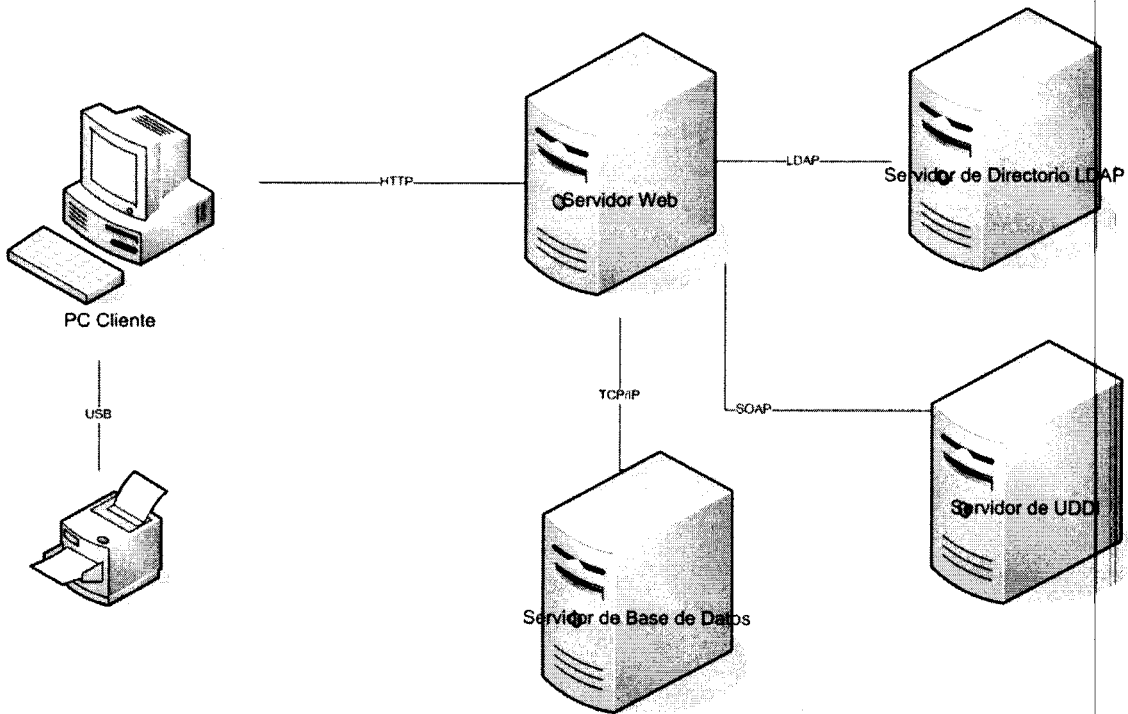 LDAP
Servidor de Directorio LDAP
HTTP
Servidor Web
PC Cliente
TCP/IP
SOAP
USB
Servidor de UDDI
Servidor de Base de Datos